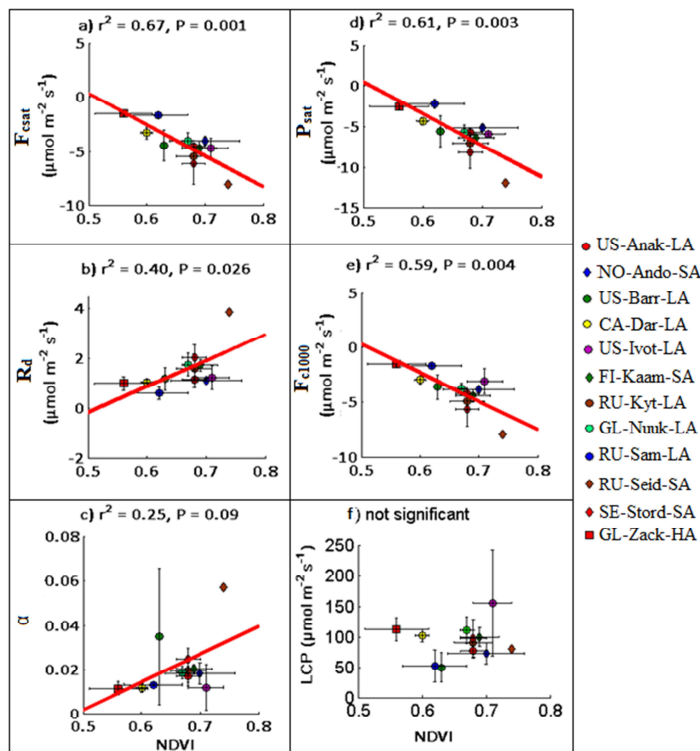 a) r² = 0.67, P = 0.001
d) r² = 0.61, P = 0.003
F_csat
(μmol m⁻² s⁻¹)
5
0
-5
-10
0.5 0.6 0.7 0.8
P_sat
(μmol m⁻² s⁻¹)
5
0
-5
-10
-15
0.5 0.6 0.7 0.8
b) r² = 0.40, P = 0.026
e) r² = 0.59, P = 0.004
R_d
(μmol m⁻² s⁻¹)
4
2
0
-2
0.5 0.6 0.7 0.8
F_c1000
(μmol m⁻² s⁻¹)
5
0
-5
-10
0.5 0.6 0.7 0.8
c) r² = 0.25, P = 0.09
f) not significant
α
0.08
0.06
0.04
0.02
0
0.5 0.6 0.7 0.8
NDVI
LCP (μmol m⁻² s⁻¹)
250
200
150
100
50
0
0.5 0.6 0.7 0.8
NDVI
US-Anak-LA
NO-Ando-SA
US-Barr-LA
CA-Dar-LA
US-Ivot-LA
FI-Kaam-SA
RU-Kyt-LA
GL-Nuuk-LA
RU-Sam-LA
RU-Seid-SA
SE-Stord-SA
GL-Zack-HA